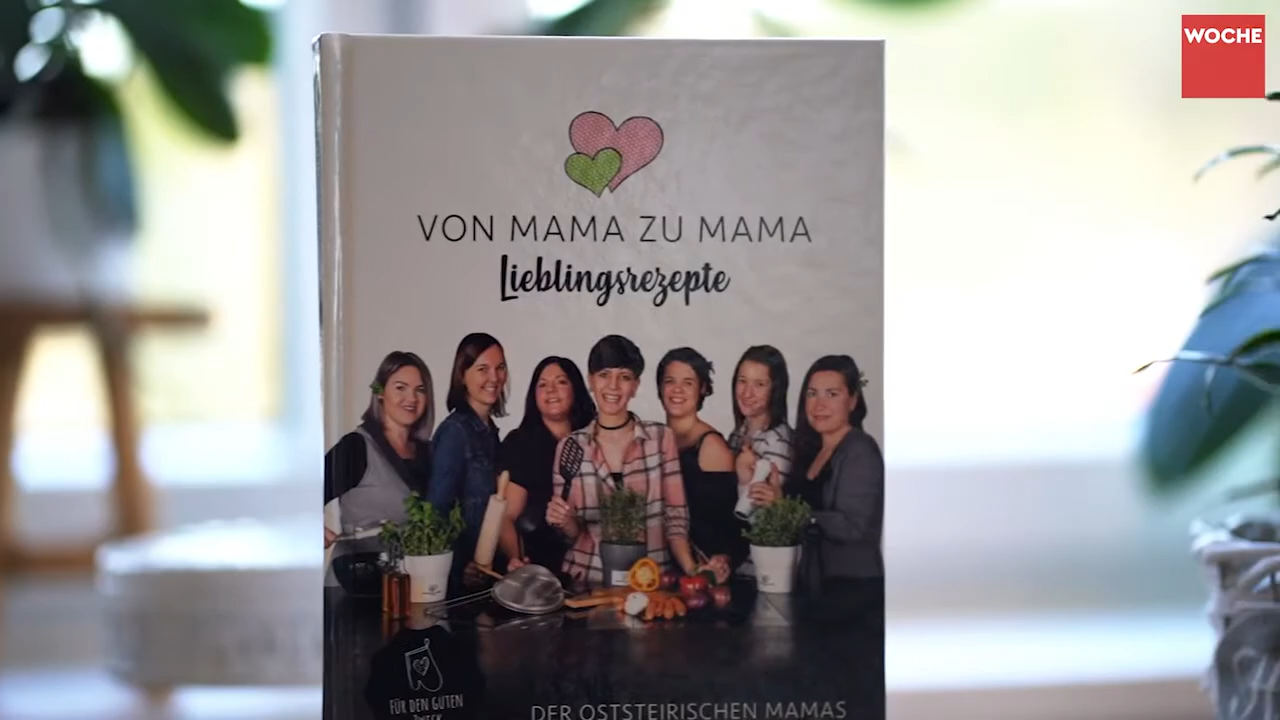 WOCHE
VON MAMA ZU MAMA
Lieblingsrezepte
FÜR DEN GUTEN
DER OSTSTEIRISCHEN MAMAS